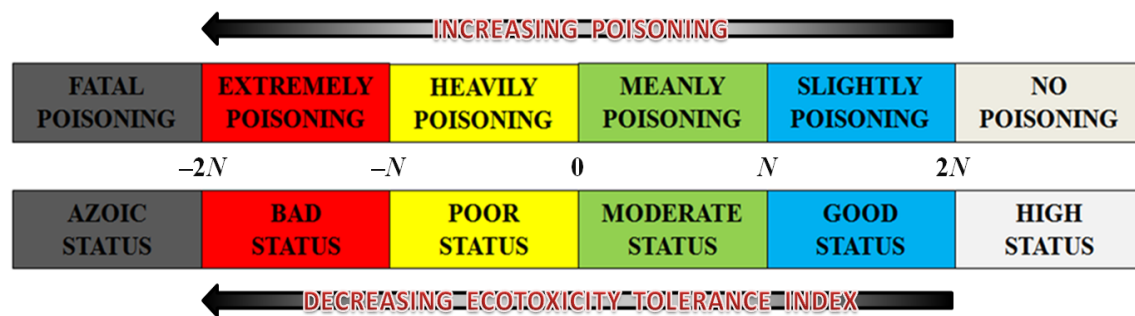 INCREASING POISONING
FATAL EXTREMELY HEAVILY MEANLY SLIGHTLY NO
POISONING POISONING POISONING POISONING POISONING POISONING
–2N –N 0 N 2N
AZOIC BAD POOR MODERATE GOOD HIGH
STATUS STATUS STATUS STATUS STATUS STATUS
DECREASING ECOTOXICITY TOLERANCE INDEX